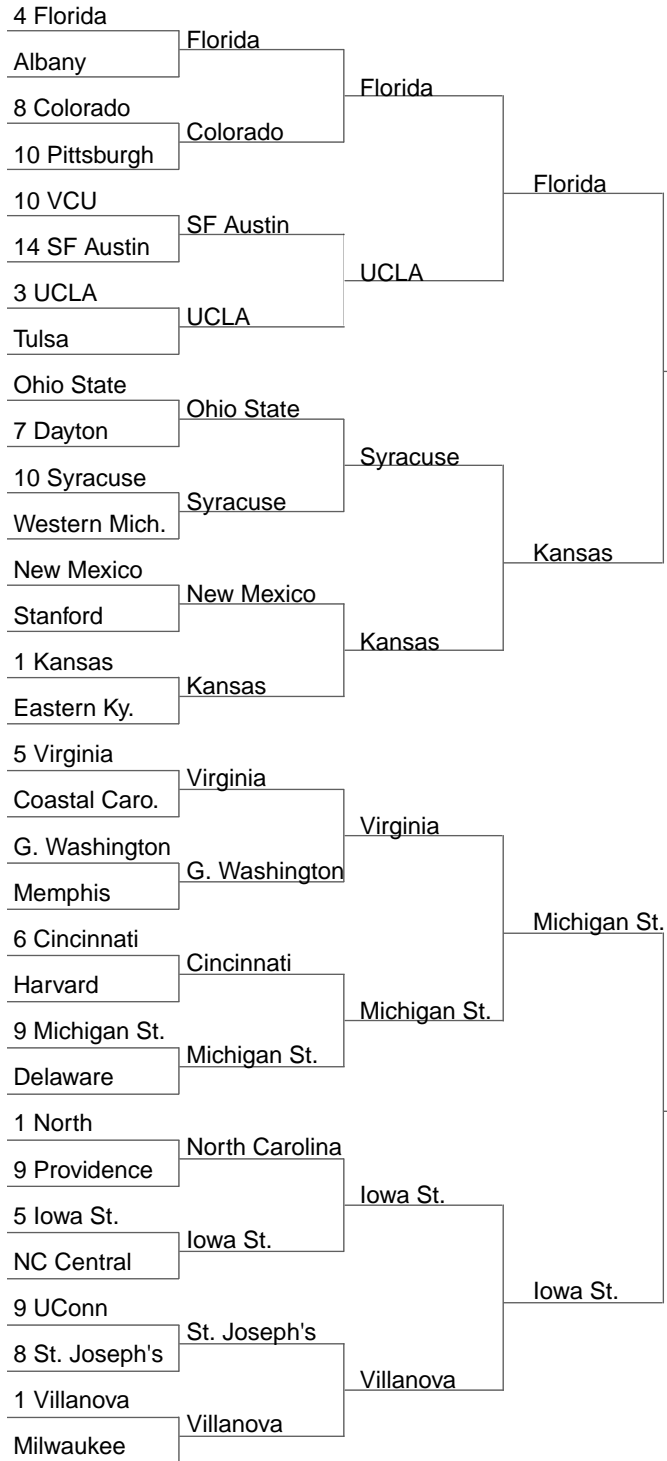 4 Florida
Florida
Albany
Florida
8 Colorado
Colorado
10 Pittsburgh
Florida
10 VCU
SF Austin
14 SF Austin
UCLA
3 UCLA
UCLA
Tulsa
Ohio State
Ohio State
7 Dayton
Syracuse
10 Syracuse
Syracuse
Western Mich.
Kansas
New Mexico
New Mexico
Stanford
Kansas
1 Kansas
Kansas
Eastern Ky.
5 Virginia
Virginia
Coastal Caro.
Virginia
G. Washington
G. Washington
Memphis
Michigan St.
6 Cincinnati
Cincinnati
Harvard
Michigan St.
9 Michigan St.
Michigan St.
Delaware
1 North
North Carolina
9 Providence
Iowa St.
5 Iowa St.
Iowa St.
NC Central
Iowa St.
9 UConn
St. Joseph's
8 St. Joseph's
Villanova
1 Villanova
Villanova
Milwaukee